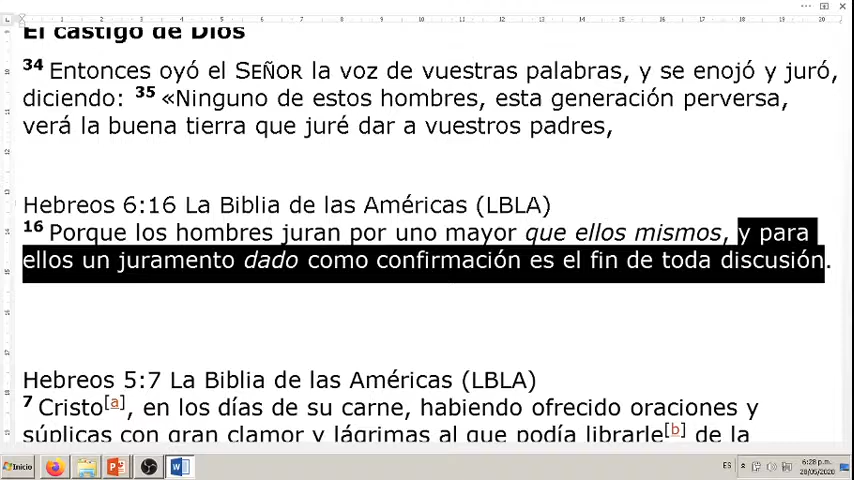 El castigo de Dios
34 Entonces oyó el SEÑOR la voz de vuestras palabras, y se enojó y juró,
diciendo: 35 «Ninguno de estos hombres, esta generación perversa,
verá la buena tierra que juré dar a vuestros padres,
Hebreos 6:16 La Biblia de las Américas (LBLA)
16 Porque los hombres juran por uno mayor que ellos mismos, y para
ellos un juramento dado como confirmación es el fin de toda discusión.
Hebreos 5:7 La Biblia de las Américas (LBLA)
7 Cristo[a], en los días de su carne, habiendo ofrecido oraciones y
súplicas con gran clamor y lágrimas al que podía librarle[b] de la
Inicio
ES
6:28 p.m.
28/05/2020